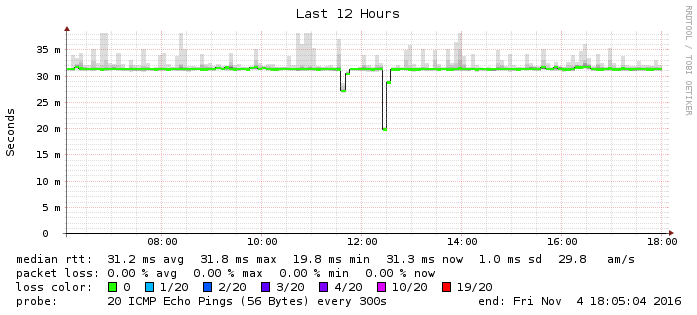 Last 12 Hours
RRDTOOL / TOBI OETIKER
Seconds
35 m
30 m
25 m
20 m
15 m
10 m
5 m
0
08:00 10:00 12:00 14:00 16:00 18:00
median rtt: 31.2 ms avg 31.8 ms max 19.8 ms min 31.3 ms now 1.0 ms sd 29.8 am/s
packet loss: 0.00 % avg 0.00 % max 0.00 % min 0.00 % now
loss color: 0 1/20 2/20 3/20 4/20 10/20 19/20
probe: 20 ICMP Echo Pings (56 Bytes) every 300s end: Fri Nov 4 18:05:04 2016